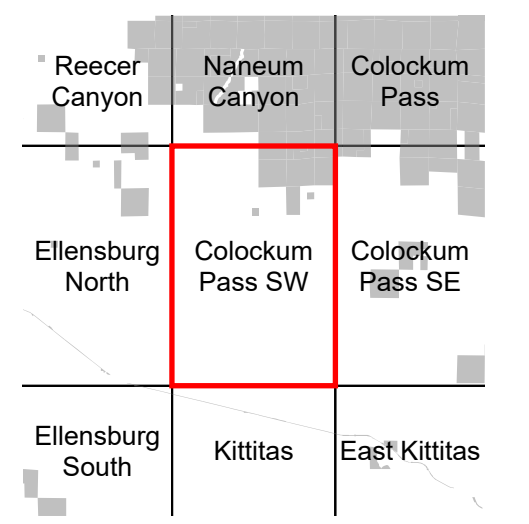 Reecer
Canyon
Naneum
Canyon
Colockum
Pass
Ellensburg
North
Colockum
Pass SW
Colockum
Pass SE
Ellensburg
South
Kittitas
East Kittitas